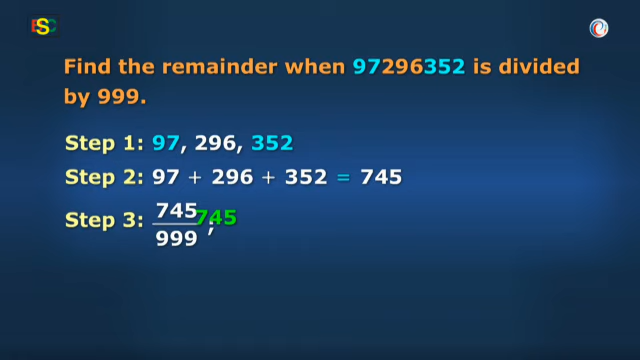 ESC
Find the remainder when 97296352 is divided
by 999.
Step 1: 97, 296, 352
Step 2: 97 + 296 + 352 = 745
Step 3: 745/999 ; 745